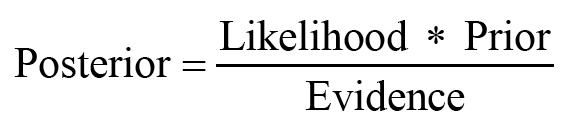 Likelihood * Prior
Posterior =
Evidence